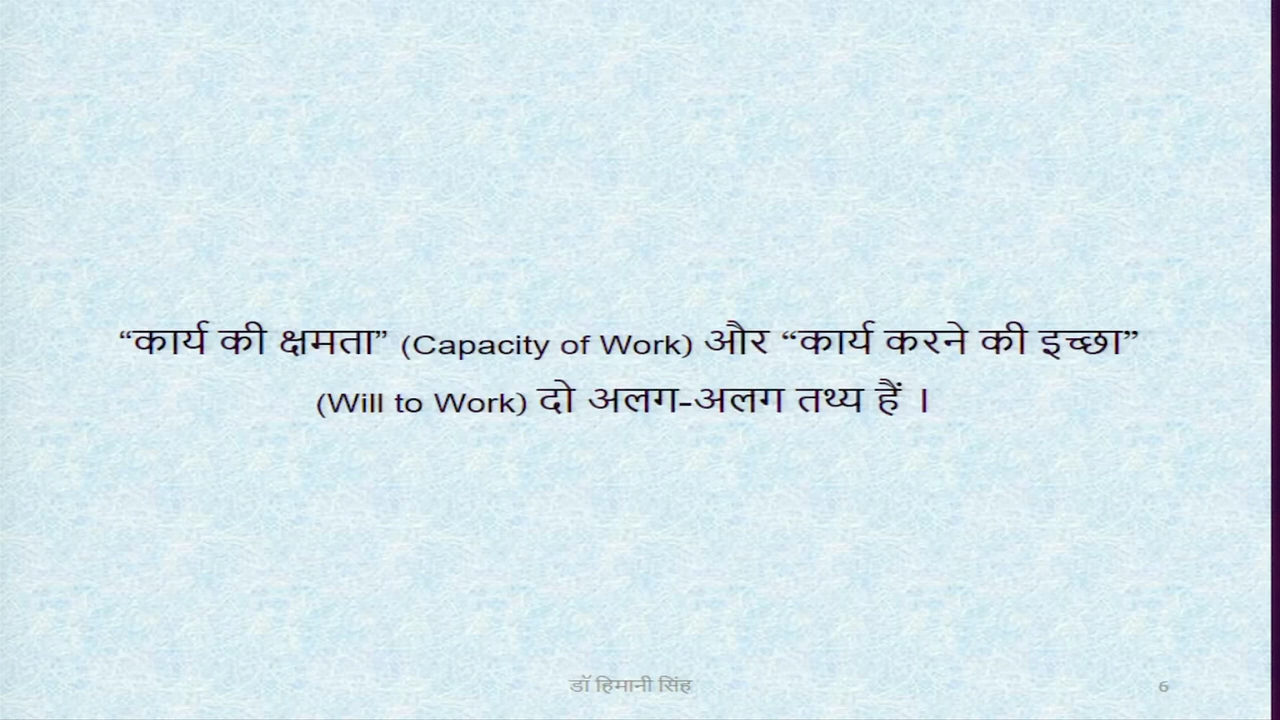 “कार्य की क्षमता” (Capacity of Work) और “कार्य करने की इच्छा”
(Will to Work) दो अलग-अलग तथ्य हैं ।
डॉ हिमानी सिंह
6